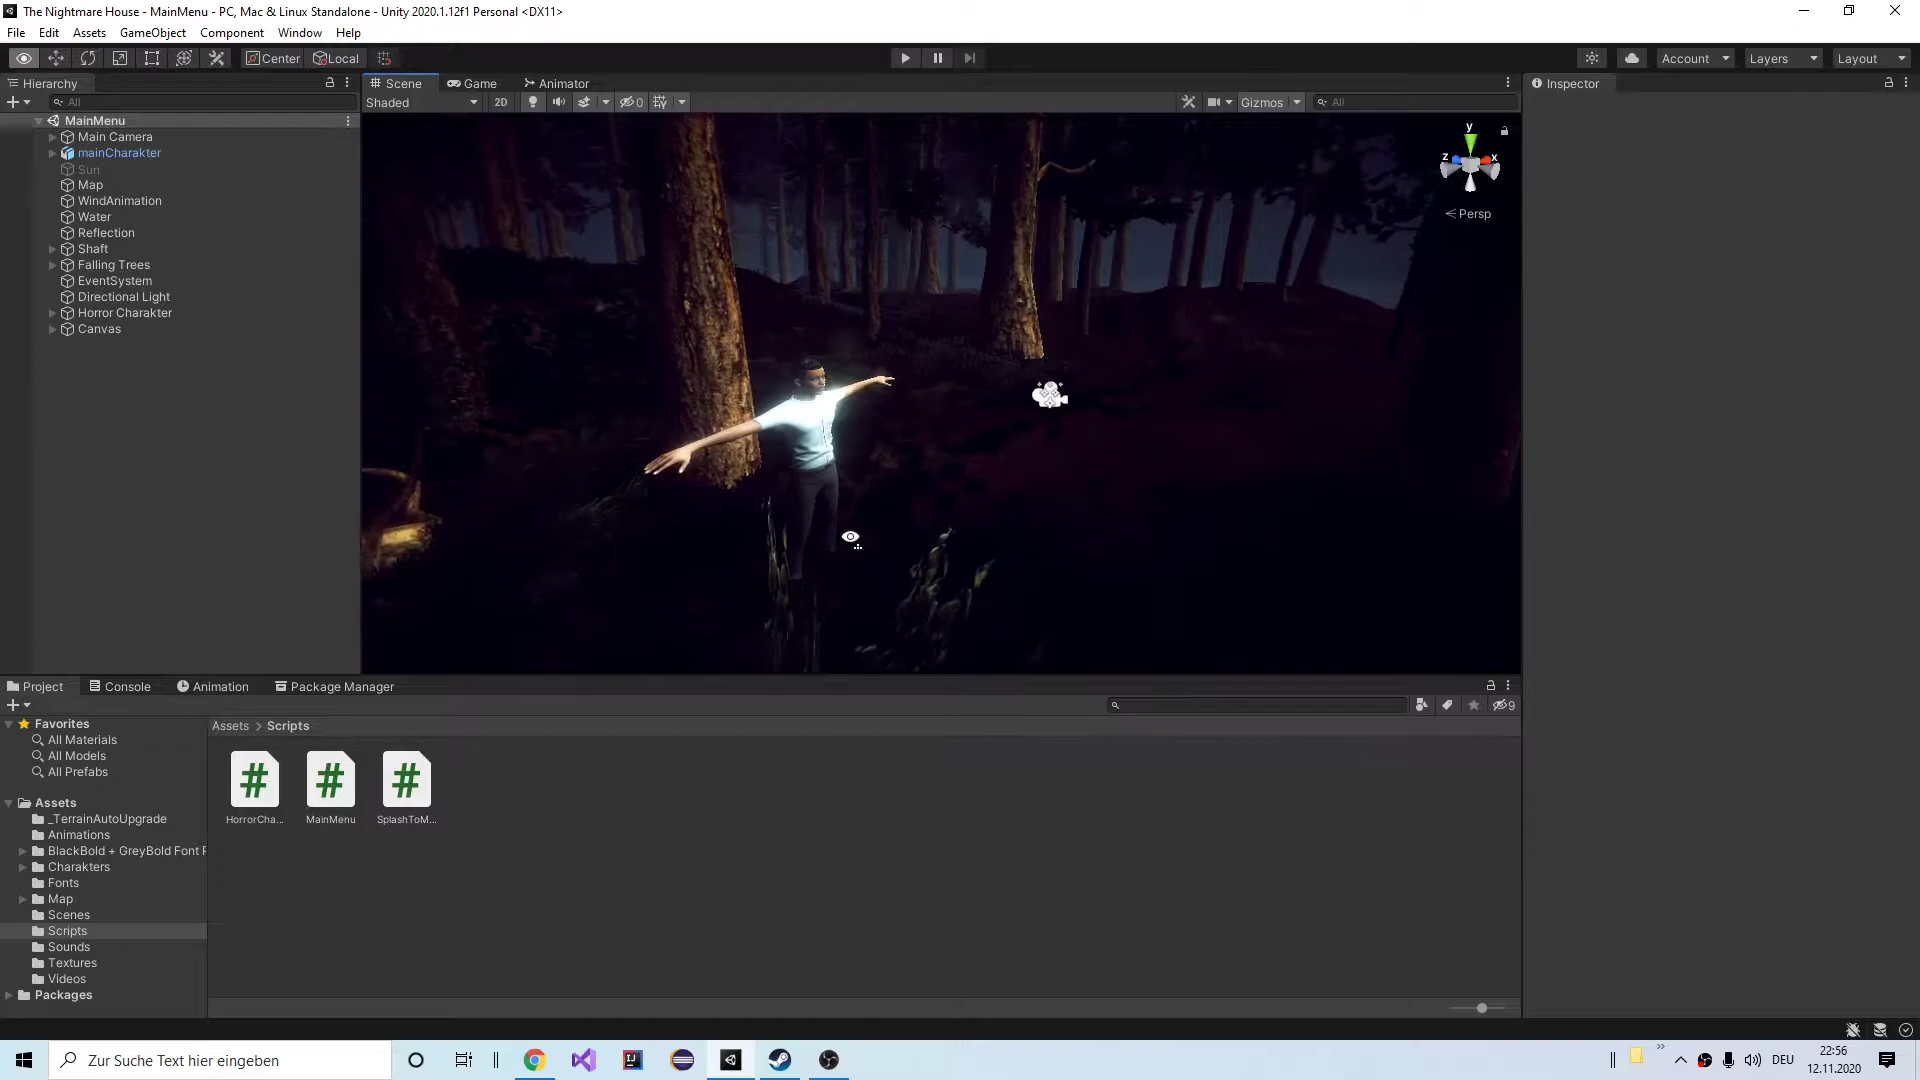 The Nightmare House - MainMenu - PC, Mac & Linux Standalone - Unity 2020.1.12f1 Personal <DX11>
File Edit Assets GameObject Component Window Help
Center Local Account Layers Layout
Hierarchy
All
MainMenu
Main Camera
mainCharakter
Sun
Map
WindAnimation
Water
Reflection
Shaft
Falling Trees
EventSystem
Directional Light
Horror Charakter
Canvas
Scene Game Animator
Shaded 2D 0 Gizmos All
y
z x
Persp
Inspector
Project Console Animation Package Manager
9
Favorites
All Materials
All Models
All Prefabs
Assets
_TerrainAutoUpgrade
Animations
BlackBold + GreyBold Font P
Charakters
Fonts
Map
Scenes
Scripts
Sounds
Textures
Videos
Packages
Assets > Scripts
HorrorCha... MainMenu SplashToM...
Zur Suche Text hier eingeben
DEU
22:56
12.11.2020